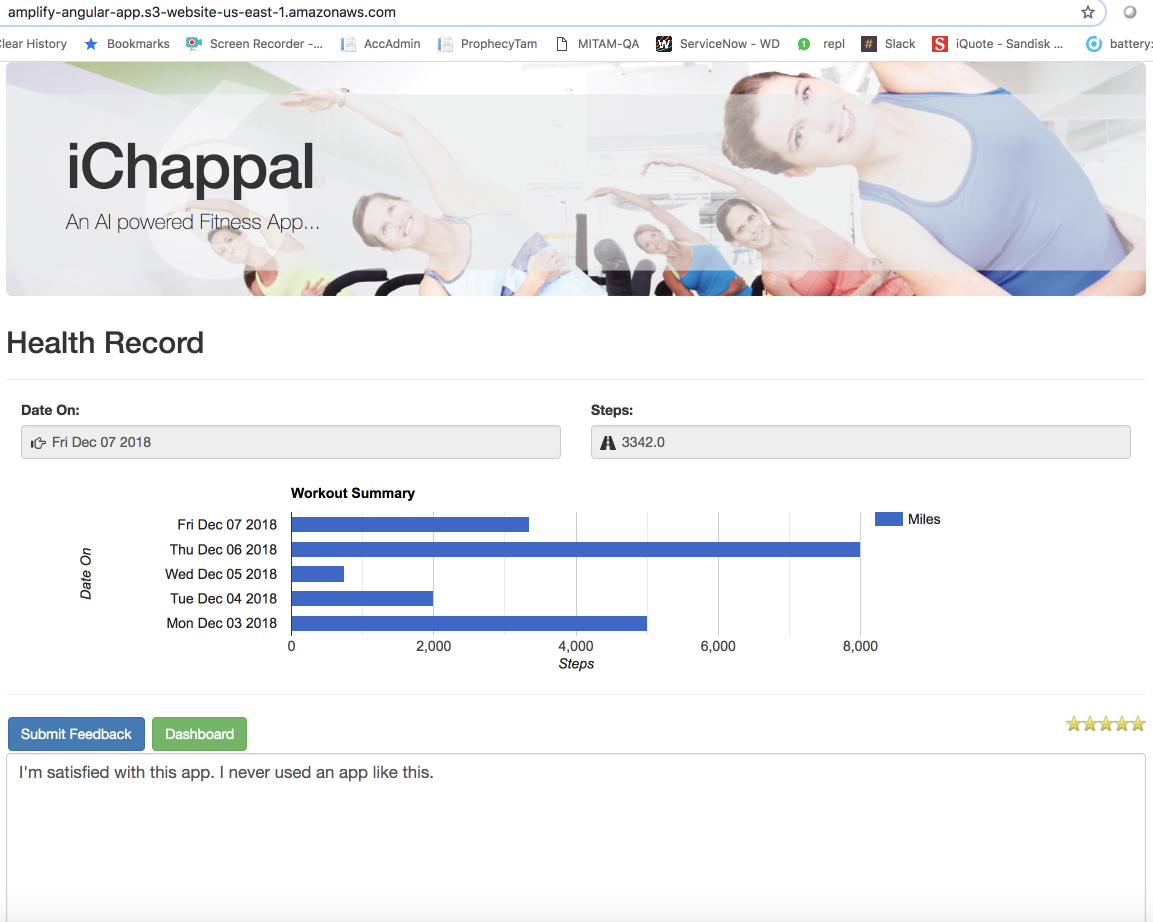 amplify-angular-app.s3-website-us-east-1.amazonaws.com
lear History Bookmarks Screen Recorder -... AccAdmin ProphecyTam MITAM-QA ServiceNow - WD 1 repl # Slack S iQuote - Sandisk ... battery:
6
iChappal
An AI powered Fitness App...
Health Record
Date On: Steps:
Fri Dec 07 2018 3342.0
Workout Summary
Fri Dec 07 2018 Miles
Thu Dec 06 2018
Wed Dec 05 2018
Tue Dec 04 2018
Mon Dec 03 2018
Date On
0 2,000 4,000 6,000 8,000
Steps
Submit Feedback Dashboard
I'm satisfied with this app. I never used an app like this.